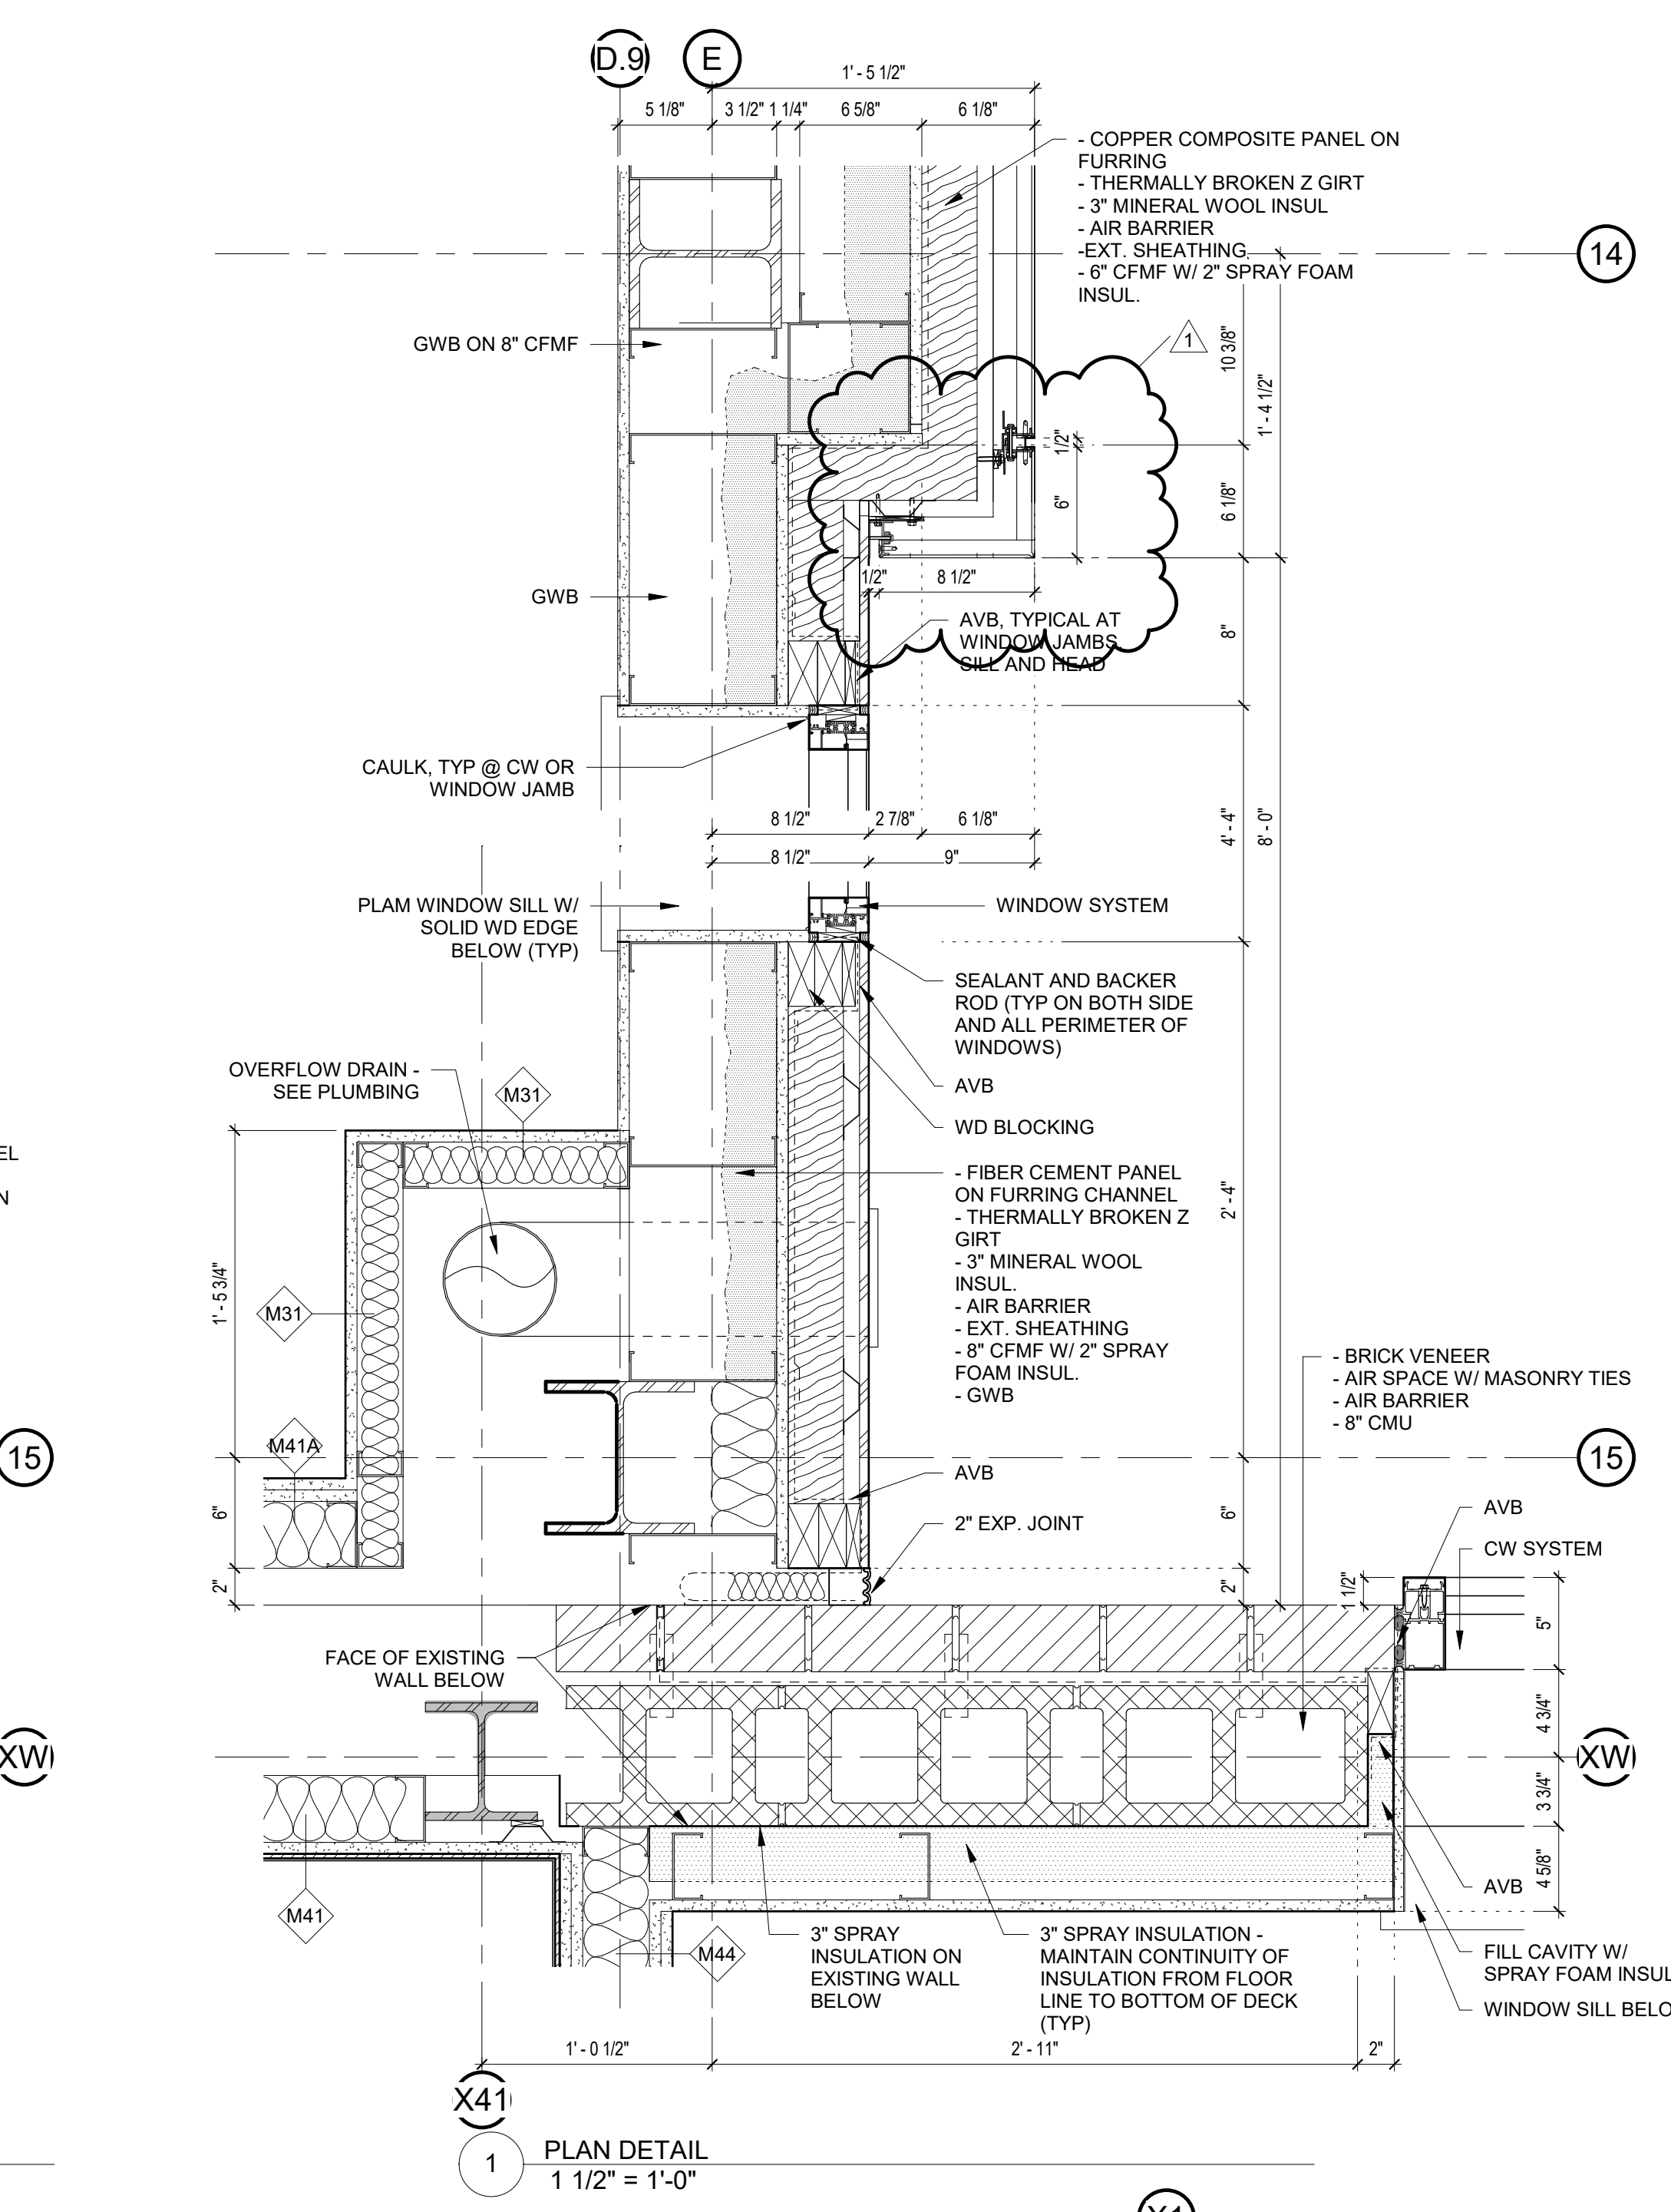 D.9
E
1' - 5 1/2"
5 1/8"
3 1/2"
1 1/4"
6 5/8"
6 1/8"
- COPPER COMPOSITE PANEL ON
FURRING
- THERMALLY BROKEN Z GIRT
- 3" MINERAL WOOL INSUL
- AIR BARRIER
-EXT. SHEATHING
- 6" CFMF W/ 2" SPRAY FOAM
INSUL.
14
GWB ON 8" CFMF
1
10 3/8"
1' - 4 1/2"
1/2"
6"
6 1/8"
GWB
1/2"
8 1/2"
8"
AVB, TYPICAL AT
WINDOW JAMBS,
SILL AND HEAD
CAULK, TYP @ CW OR
WINDOW JAMB
8 1/2"
2 7/8"
6 1/8"
4' - 4"
8' - 0"
8 1/2"
9"
PLAM WINDOW SILL W/
SOLID WD EDGE
BELOW (TYP)
WINDOW SYSTEM
SEALANT AND BACKER
ROD (TYP ON BOTH SIDE
AND ALL PERIMETER OF
WINDOWS)
OVERFLOW DRAIN -
SEE PLUMBING
M31
AVB
WD BLOCKING
EL
N
- FIBER CEMENT PANEL
ON FURRING CHANNEL
- THERMALLY BROKEN Z
GIRT
- 3" MINERAL WOOL
INSUL.
- AIR BARRIER
- EXT. SHEATHING
- 8" CFMF W/ 2" SPRAY
FOAM INSUL.
- GWB
2' - 4"
1' - 5 3/4"
M31
- BRICK VENEER
- AIR SPACE W/ MASONRY TIES
- AIR BARRIER
- 8" CMU
M41A
15
15
AVB
6"
6"
2" EXP. JOINT
AVB
CW SYSTEM
2"
2"
1 1/2"
5"
FACE OF EXISTING
WALL BELOW
4 3/4"
XW
XW
3 3/4"
4 5/8"
AVB
M41
M44
3" SPRAY
INSULATION ON
EXISTING WALL
BELOW
3" SPRAY INSULATION -
MAINTAIN CONTINUITY OF
INSULATION FROM FLOOR
LINE TO BOTTOM OF DECK
(TYP)
FILL CAVITY W/
SPRAY FOAM INSUL
WINDOW SILL BELO
1' - 0 1/2"
2' - 11"
2"
X41
1
PLAN DETAIL
1 1/2" = 1'-0"
X1